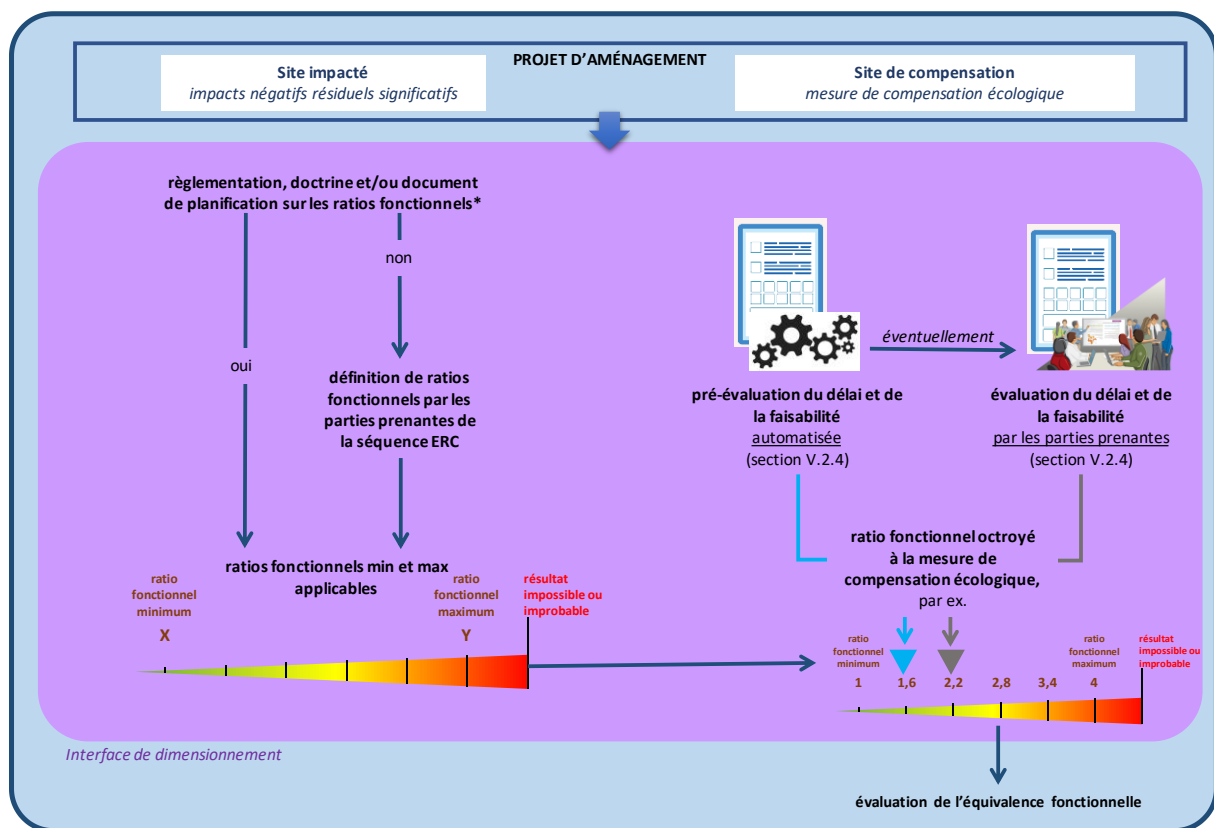 PROJET D'AMÉNAGEMENT
Site impacté
impacts négatifs résiduels significatifs
Site de compensation
mesure de compensation écologique
règlementation, doctrine et/ou document
de planification sur les ratios fonctionnels*
non
oui
définition de ratios
fonctionnels par les
parties prenantes de
la séquence ERC
ratios fonctionnels min et max
applicables
ratio
fonctionnel
minimum
X
ratio
fonctionnel
maximum
Y
résultat
impossible ou
improbable
éventuellement
pré-évaluation du délai et de
la faisabilité
automatisée
(section V.2.4)
évaluation du délai et de
la faisabilité
par les parties prenantes
(section V.2.4)
ratio fonctionnel octroyé
à la mesure de
compensation écologique,
par ex.
ratio
fonctionnel
minimum
ratio
fonctionnel
maximum
résultat
impossible ou
improbable
1 1,6 2,2 2,8 3,4 4
Interface de dimensionnement
évaluation de l'équivalence fonctionnelle